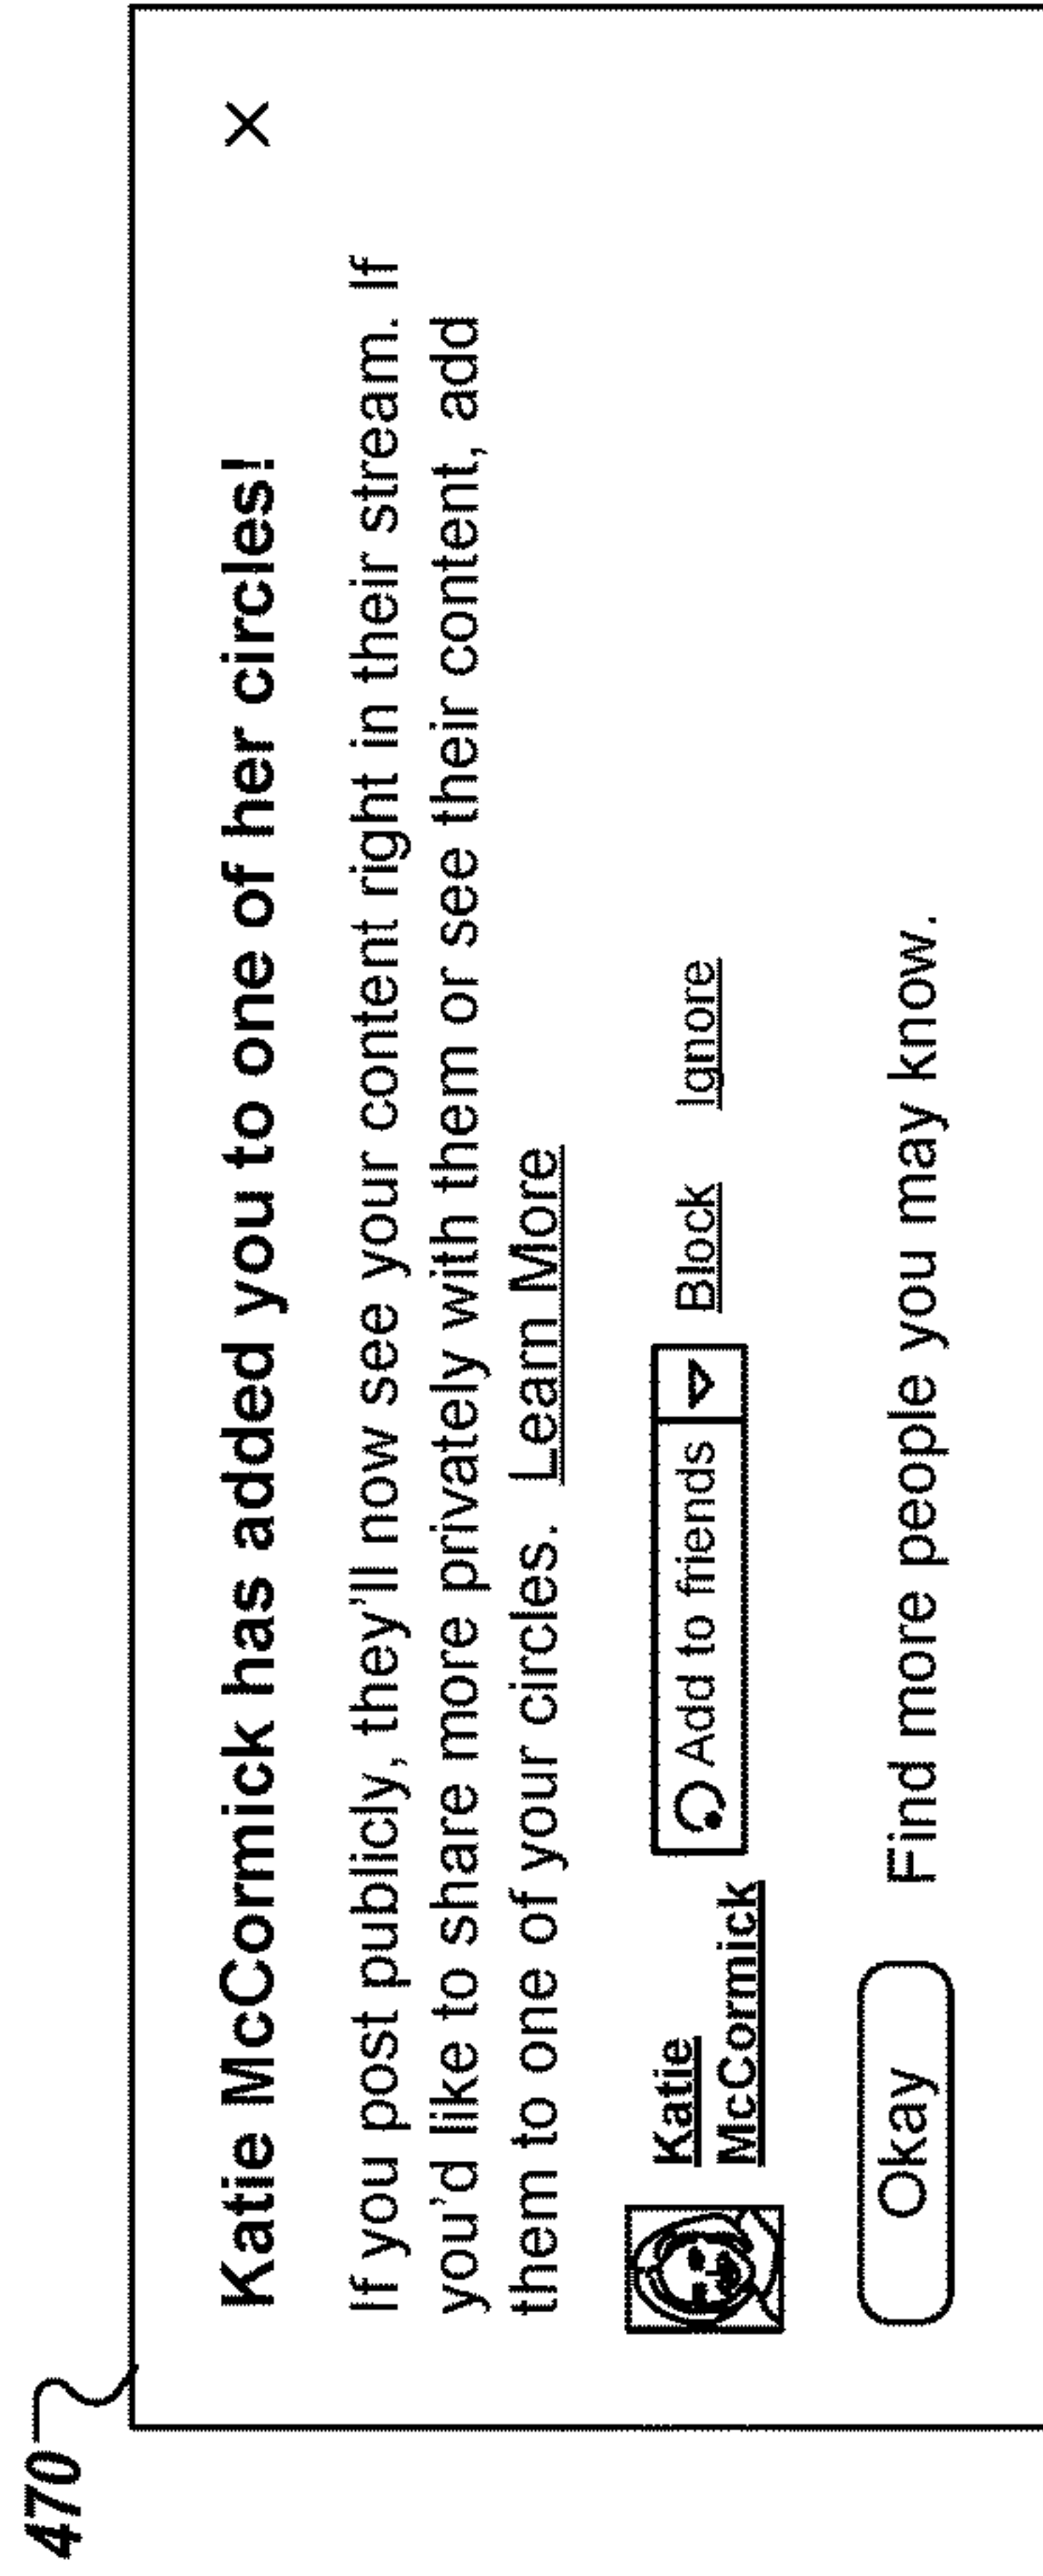 470
Katie McCormick has added you to one of her circles! X
If you post publicly, they'll now see your content right in their stream. If
you'd like to share more privately with them or see their content, add
them to one of your circles. Learn More
Katie
McCormick
Add to friends Block Ignore
Okay Find more people you may know.